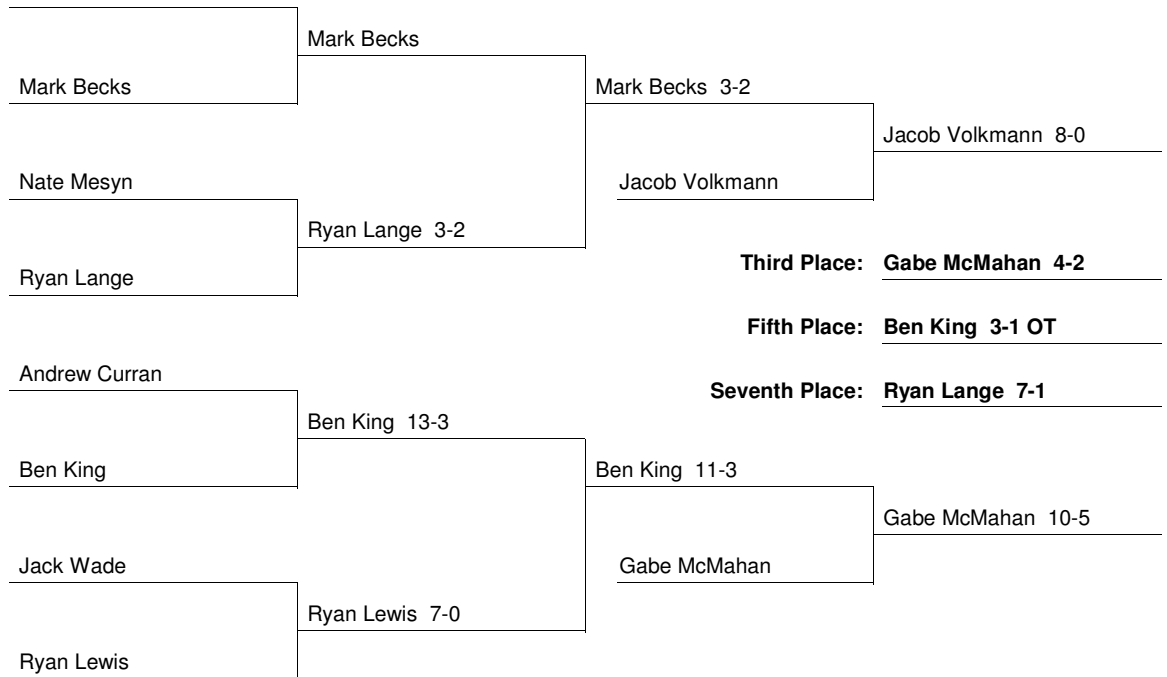 Mark Becks
Mark Becks
Mark Becks 3-2
Jacob Volkmann 8-0
Nate Mesyn
Jacob Volkmann
Ryan Lange 3-2
Third Place: Gabe McMahan 4-2
Ryan Lange
Fifth Place: Ben King 3-1 OT
Andrew Curran
Seventh Place: Ryan Lange 7-1
Ben King 13-3
Ben King
Ben King 11-3
Gabe McMahan 10-5
Jack Wade
Gabe McMahan
Ryan Lewis 7-0
Ryan Lewis